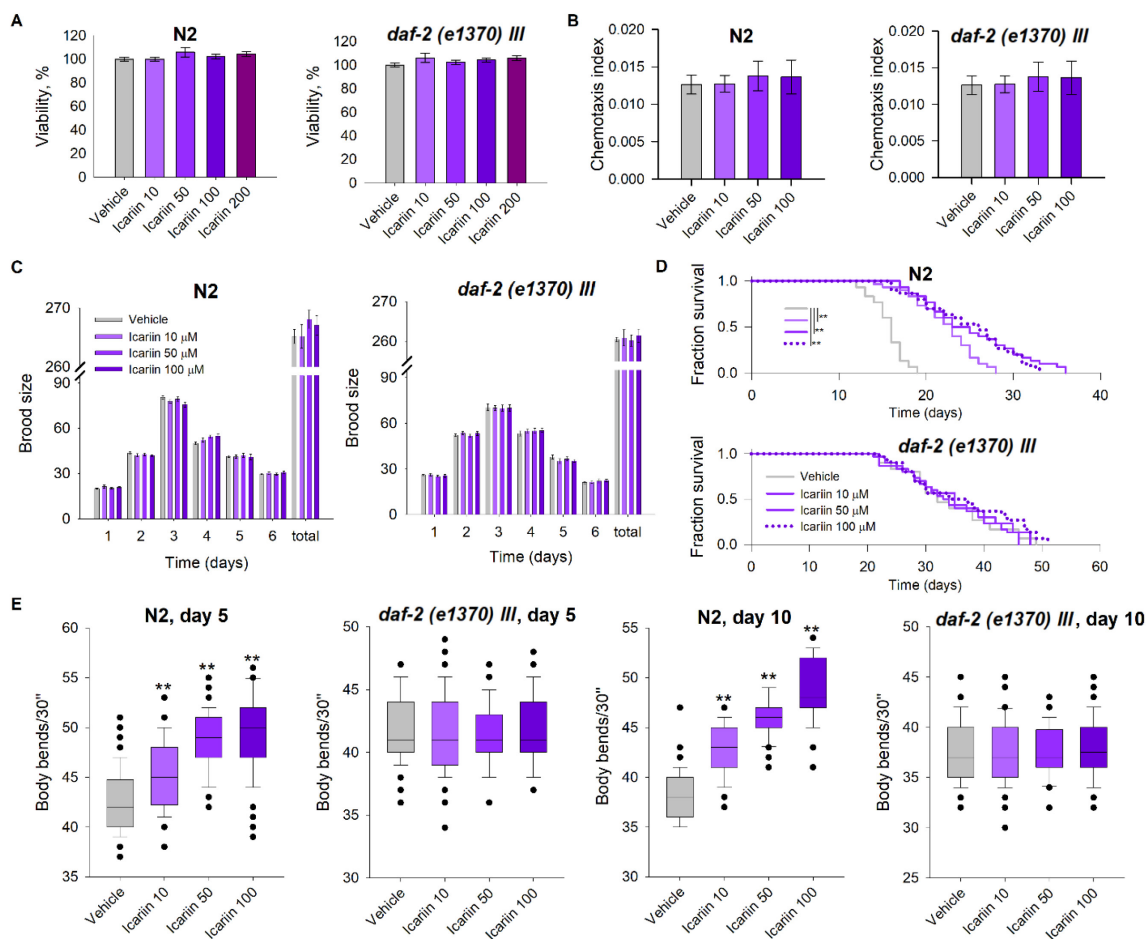 A
N2
Viability, %
120
100
80
60
40
20
0
Vehicle
Icariin 10
Icariin 50
Icariin 100
Icariin 200
daf-2 (e1370) III
Viability, %
120
100
80
60
40
20
0
Vehicle
Icariin 10
Icariin 50
Icariin 100
Icariin 200
B
N2
Chemotaxis index
0.020
0.015
0.010
0.005
0.000
Vehicle
Icariin 10
Icariin 50
Icariin 100
daf-2 (e1370) III
Chemotaxis index
0.020
0.015
0.010
0.005
0.000
Vehicle
Icariin 10
Icariin 50
Icariin 100
C
N2
Vehicle
Icariin 10 µM
Icariin 50 µM
Icariin 100 µM
Brood size
270
260
90
60
30
0
1 2 3 4 5 6 total
Time (days)
daf-2 (e1370) III
Brood size
270
260
90
60
30
0
1 2 3 4 5 6 total
Time (days)
D
N2
Fraction survival
1.0
0.5
0.0
**
**
**
0 10 20 30 40
Time (days)
daf-2 (e1370) III
Fraction survival
1.0
0.5
0.0
Vehicle
Icariin 10 µM
Icariin 50 µM
Icariin 100 µM
0 10 20 30 40 50 60
Time (days)
E
N2, day 5
Body bends/30"
60
55
50
45
40
35
** ** **
Vehicle
Icariin 10
Icariin 50
Icariin 100
daf-2 (e1370) III, day 5
Body bends/30"
50
45
40
35
30
Vehicle
Icariin 10
Icariin 50
Icariin 100
N2, day 10
Body bends/30"
55
50
45
40
35
30
** ** **
Vehicle
Icariin 10
Icariin 50
Icariin 100
daf-2 (e1370) III, day 10
Body bends/30"
50
45
40
35
30
25
Vehicle
Icariin 10
Icariin 50
Icariin 100